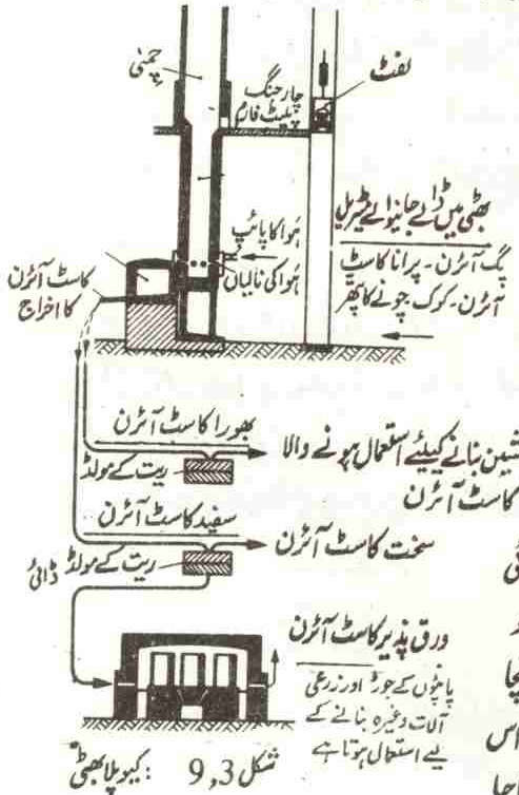 چمنی
چارجنگ
پلیٹ فارم
لفٹ
بھٹی میں ڈالے جانیوالے میٹیریل
پگ آئرن - پرانا کاسٹ
آئرن - کوک - چونے کا پتھر
ہوا کا پائپ
ہوا کی نالیاں
کاسٹ آئرن
کا اخراج
بھورا کاسٹ آئرن
ریت کے مولڈ
شین بنانے کیلئے استعمال ہونے والا
کاسٹ آئرن
سفید کاسٹ آئرن
ریت کے مولڈ
ڈائی
سخت کاسٹ آئرن
ورق پذیر کاسٹ آئرن
پائپوں کے جوڑ اور زرعی
آلات وغیرہ بنانے کے
لیے استعمال ہوتا ہے
شکل 9,3 : کیوپلا بھٹی
اس